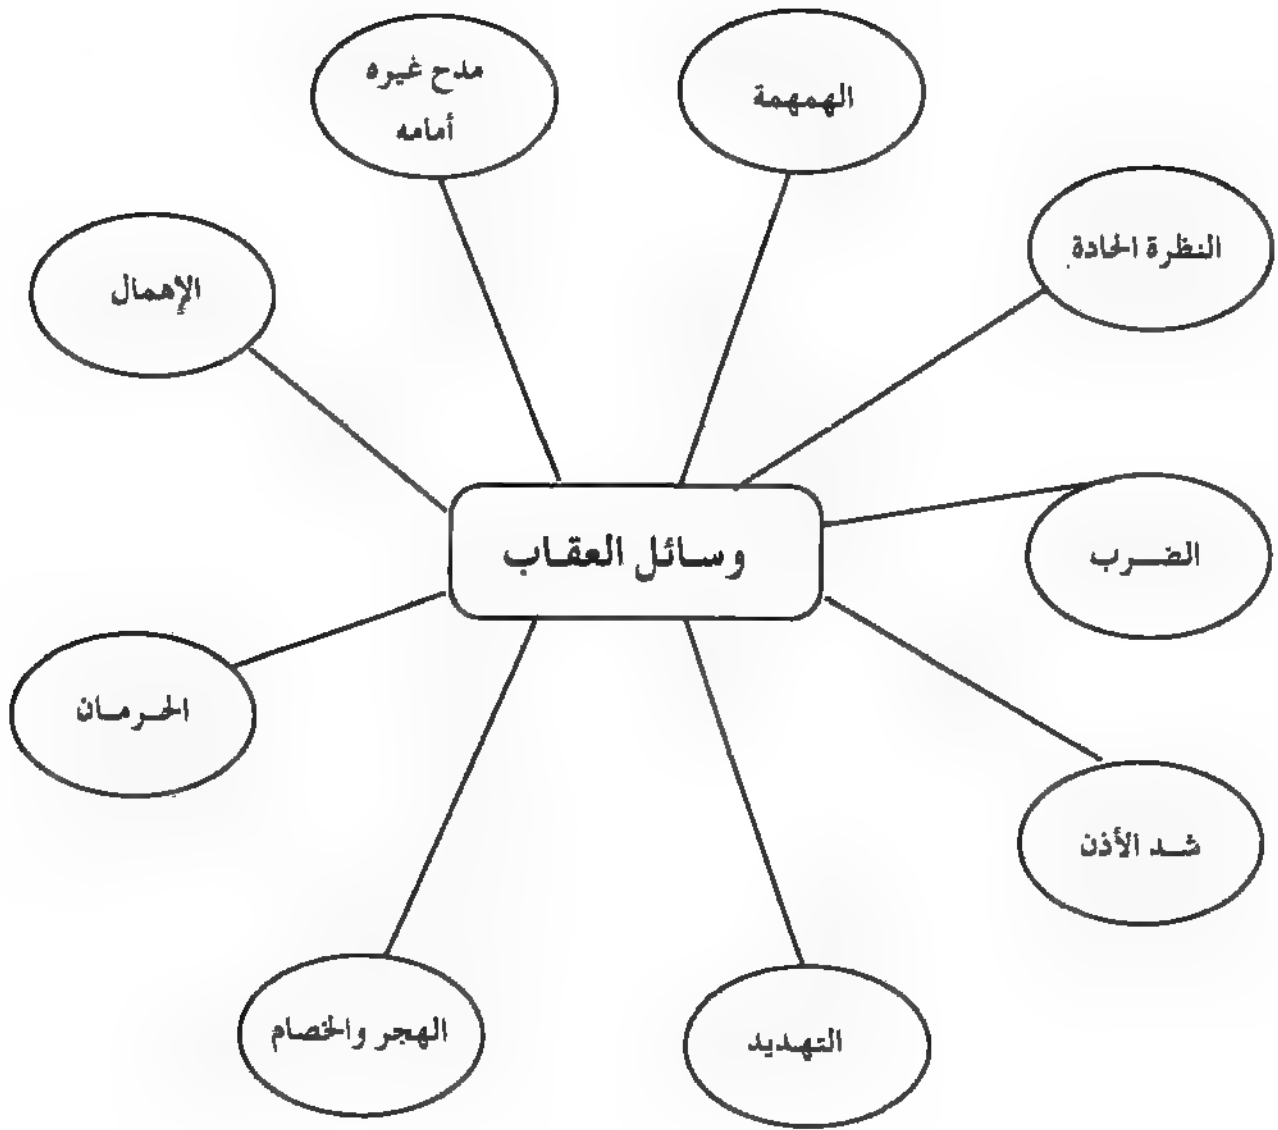 وسائل العقاب
الهمهمة
مدح غيره
أمامه
النظرة الحادة
الإهمال
الضرب
الحرمان
شد الأذن
الهجر والخصام
التهديد